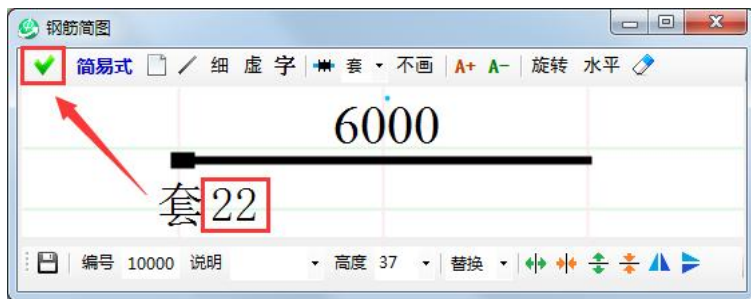 钢筋简图
简易式 细 虚 字 套 不画 A+ A- 旋转 水平
6000
套22
编号 10000 说明 高度 37 替换